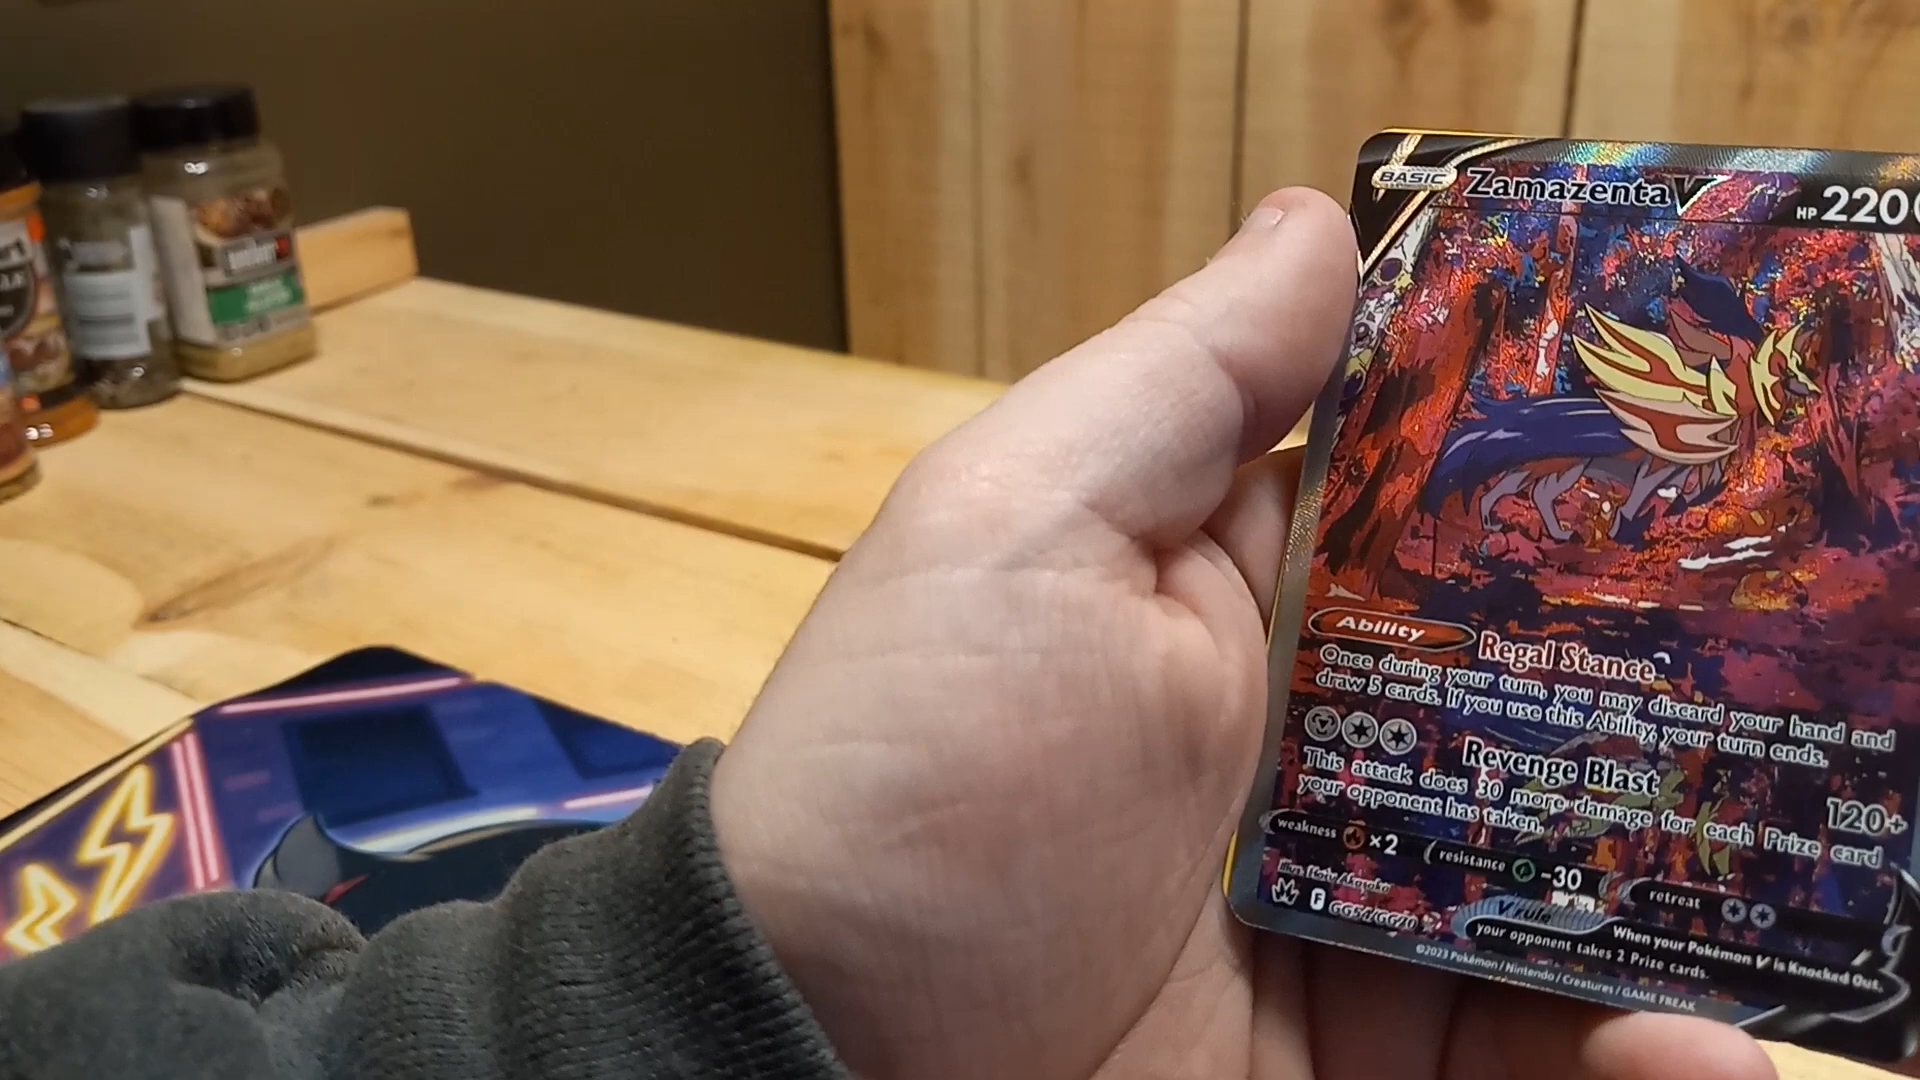 BASIC Zamazenta V HP 220
Ability Regal Stance
Once during your turn, you may discard your hand and
draw 5 cards. If you use this Ability, your turn ends.
Revenge Blast 120+
This attack does 30 more damage for each Prize card
your opponent has taken.
weakness ×2 resistance -30 retreat
F GG54/GG70
V rule When your Pokémon V is Knocked Out,
your opponent takes 2 Prize cards.
©2023 Pokémon / Nintendo / Creatures / GAME FREAK